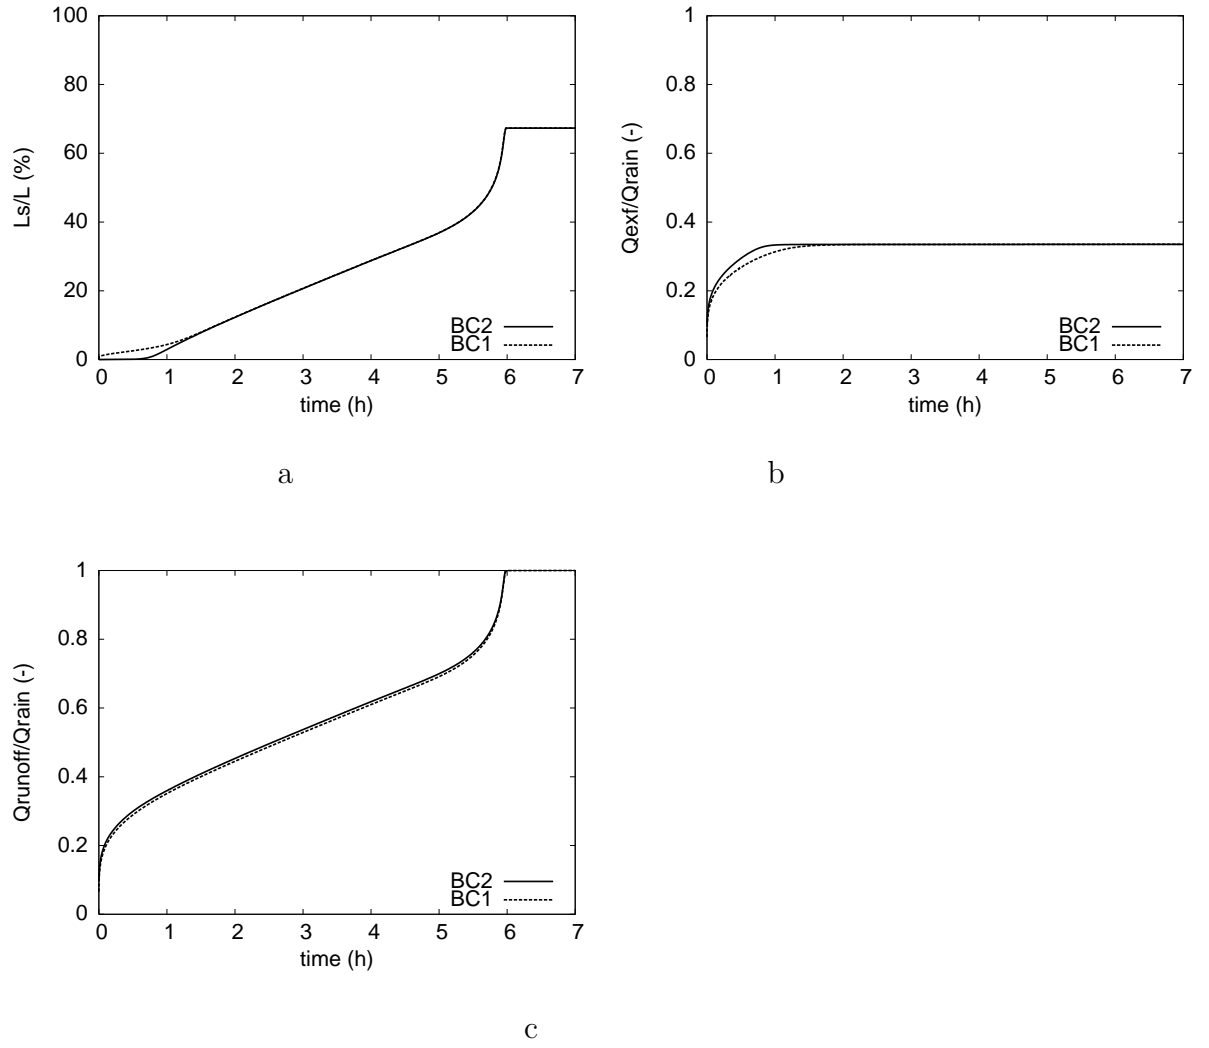 100
80
60
40
20
0
Ls/L (%)
BC2
BC1
0 1 2 3 4 5 6 7
time (h)
a
1
0.8
0.6
0.4
0.2
0
Qexf/Qrain (-)
BC2
BC1
0 1 2 3 4 5 6 7
time (h)
b
1
0.8
0.6
0.4
0.2
0
Qrunoff/Qrain (-)
BC2
BC1
0 1 2 3 4 5 6 7
time (h)
c